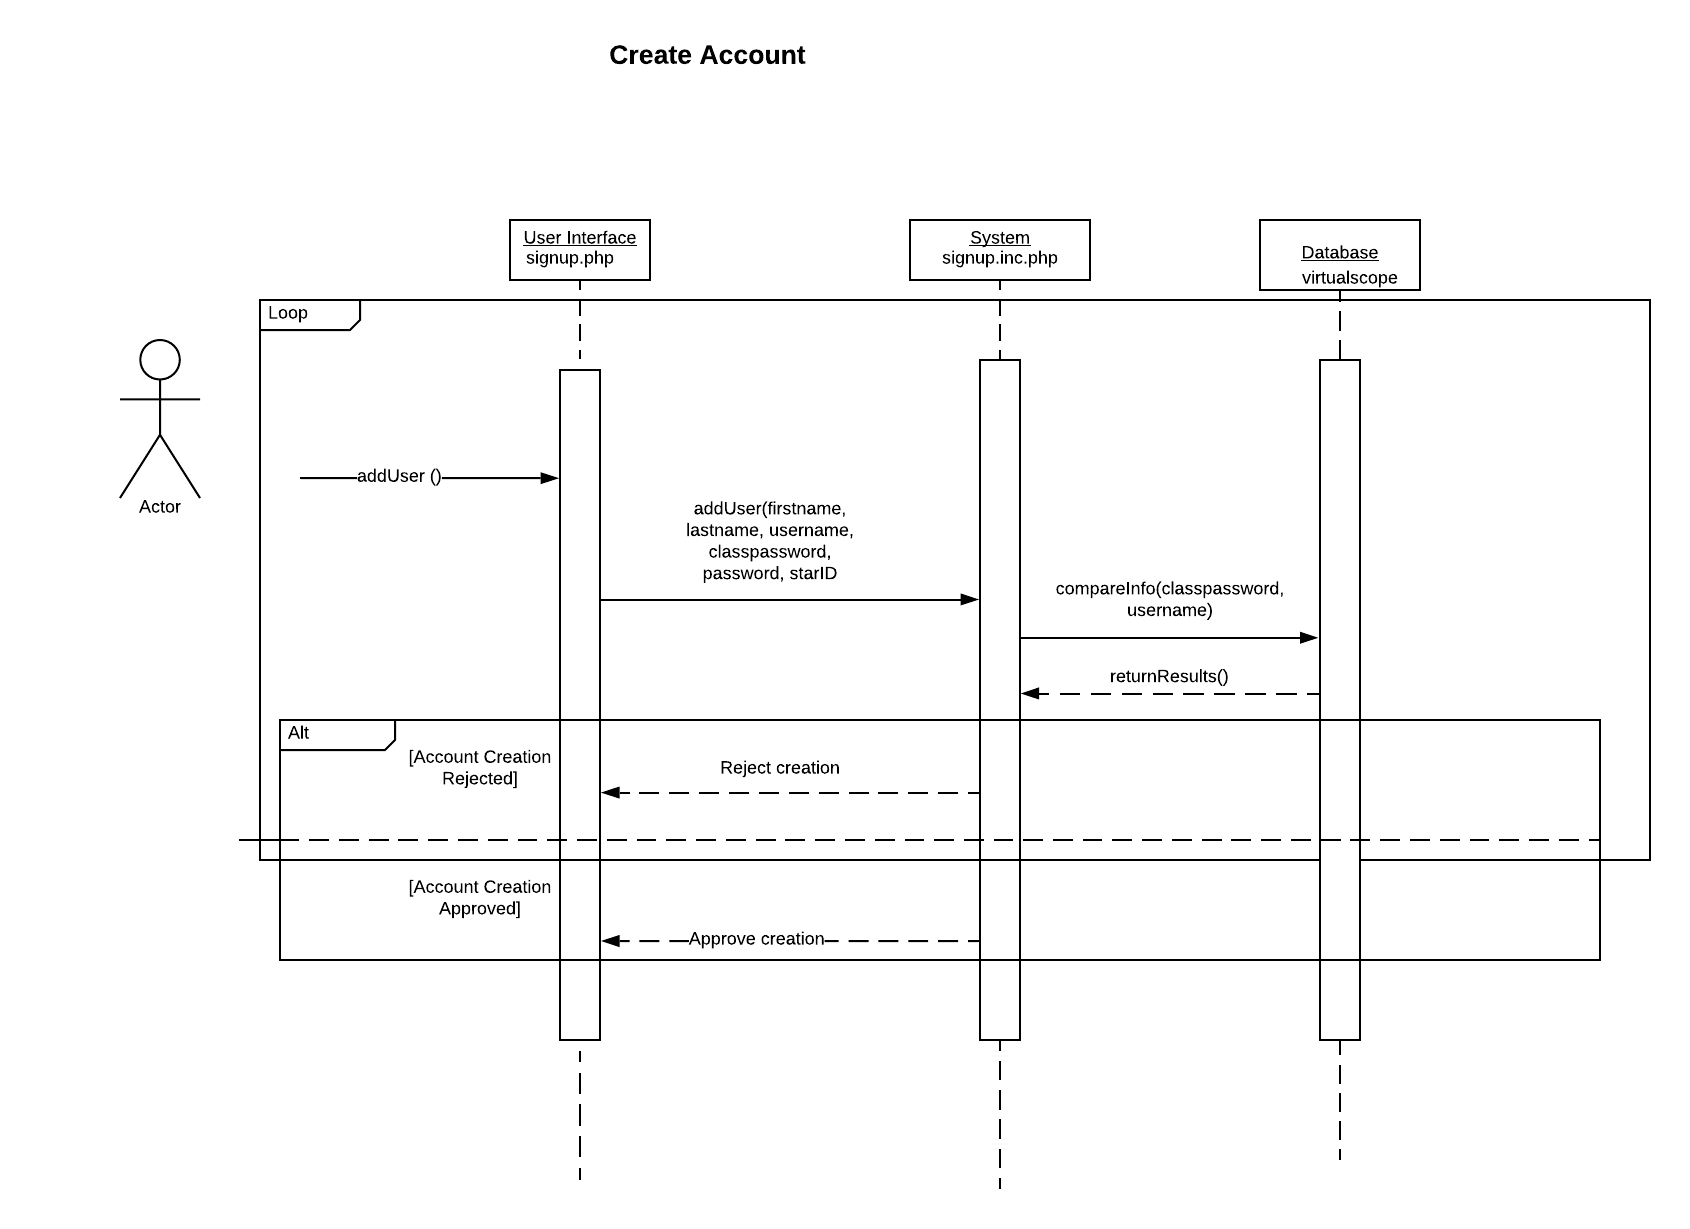 Create Account
User Interface
signup.php
System
signup.inc.php
Database
virtualscope
Loop
Actor
addUser ()
addUser(firstname,
lastname, username,
classpassword,
password, starID
compareInfo(classpassword,
username)
returnResults()
Alt
[Account Creation
Rejected]
Reject creation
[Account Creation
Approved]
Approve creation